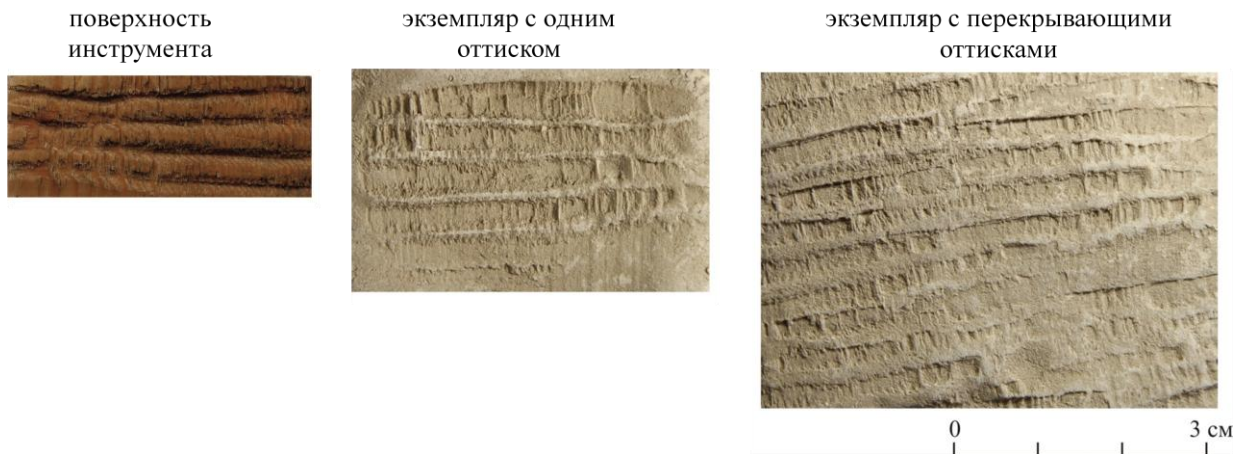 поверхность
инструмента
экземпляр с одним
оттиском
экземпляр с перекрывающими
оттисками
0
3 см